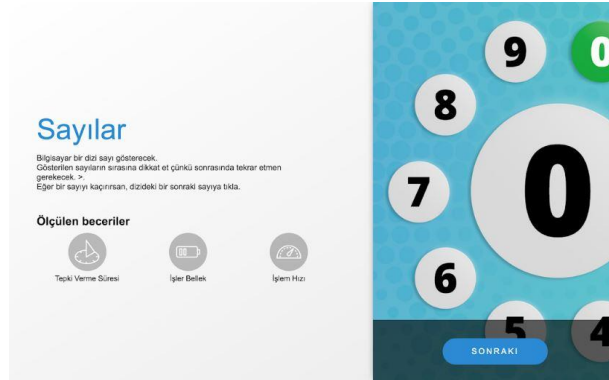 Sayılar
Bilgisayar bir dizi sayı gösterecek.
Gösterilen sayıların sırasına dikkat et çünkü sonrasında tekrar etmen
gerekecek. >.
Eğer bir sayıyı kaçırırsan, dizideki bir sonraki sayıya tıkla.
Ölçülen beceriler
Tepki Verme Süresi
İşler Bellek
İşlem Hızı
9
0
8
0
7
6
5
4
SONRAKI